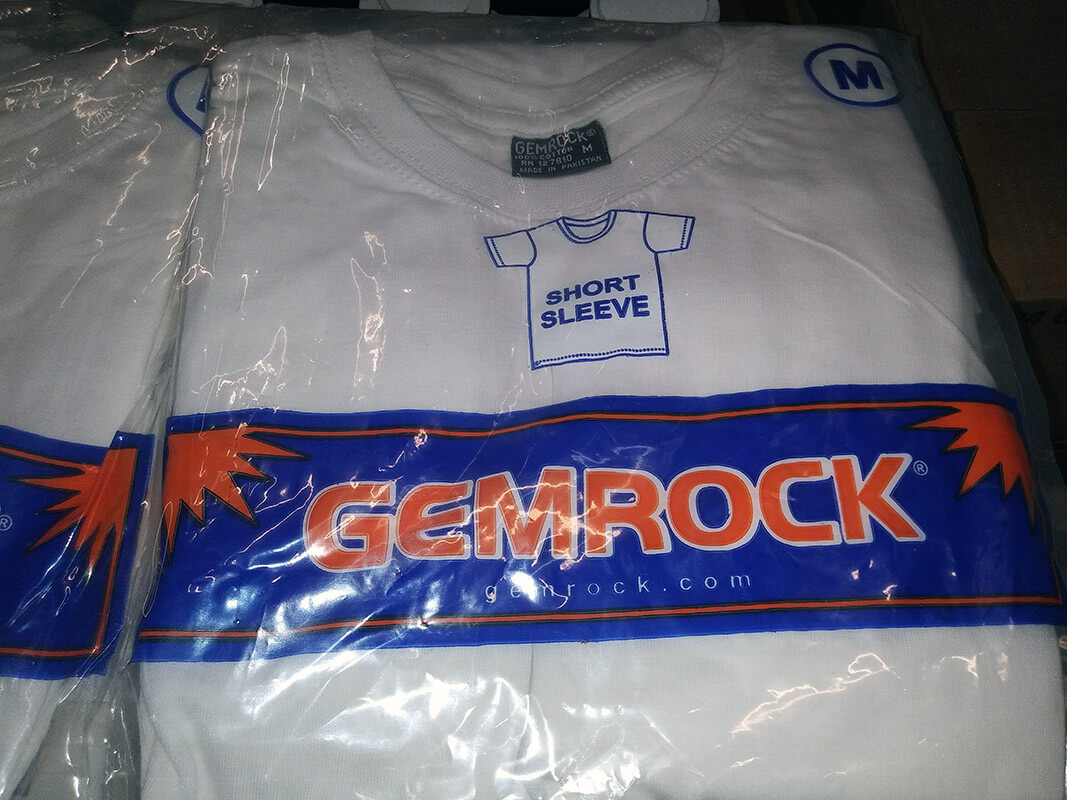 M
GEMROCK®
100% COTTON M
RN 127810
MADE IN PAKISTAN
SHORT
SLEEVE
GEMROCK®
gemrock.com
®